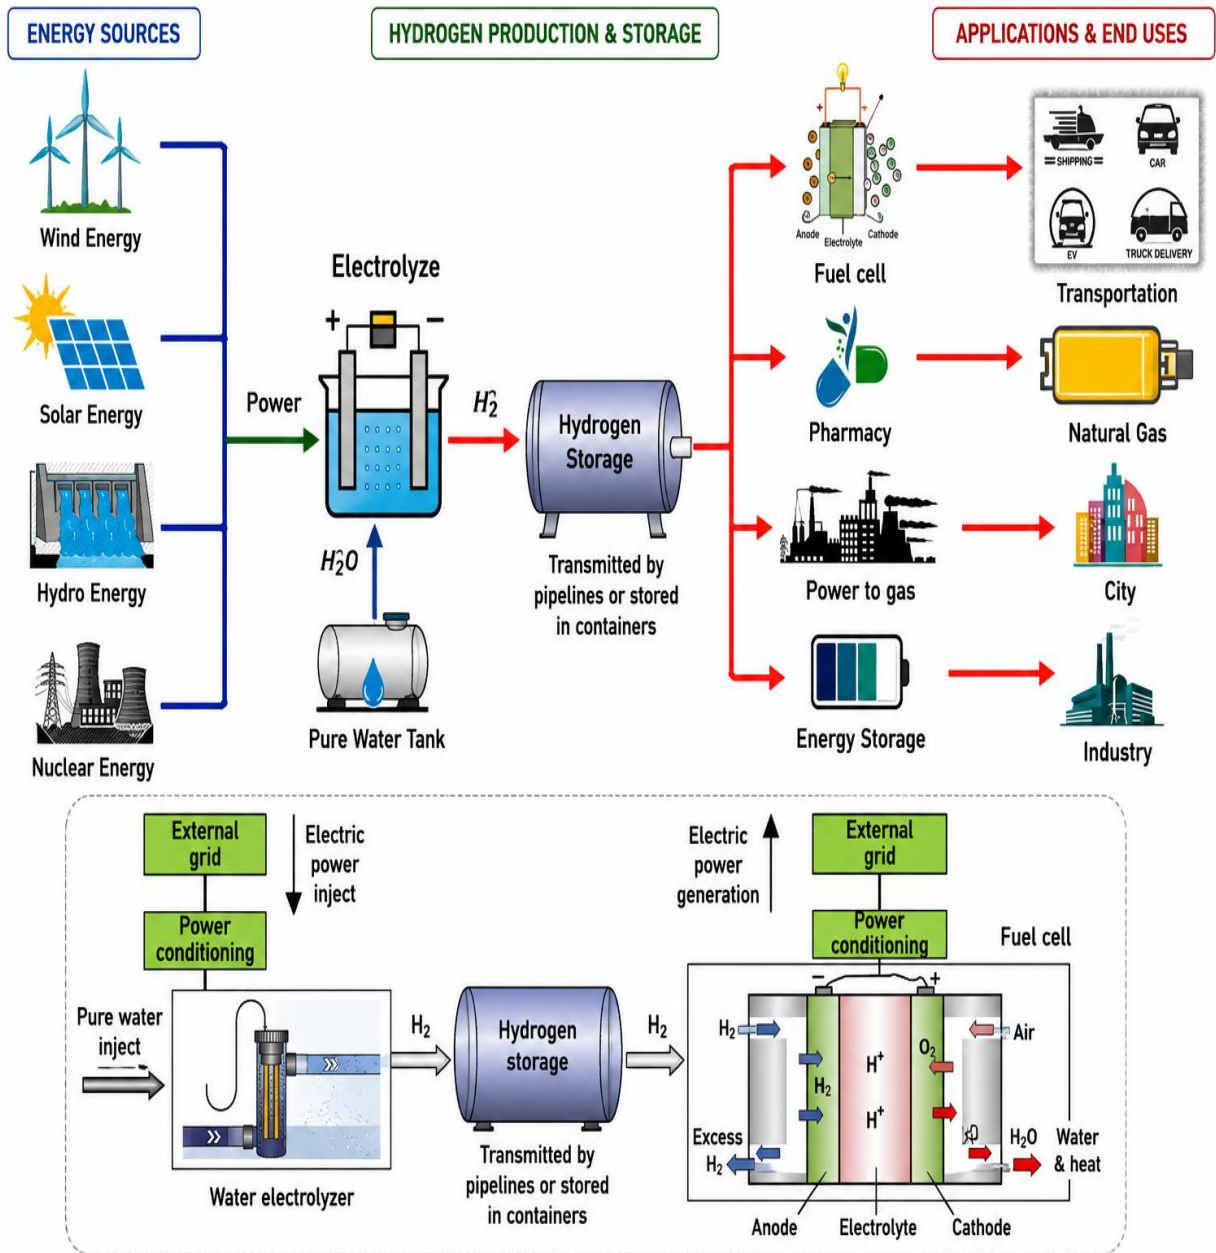 ENERGY SOURCES
HYDROGEN PRODUCTION & STORAGE
APPLICATIONS & END USES
Wind Energy
Solar Energy
Hydro Energy
Nuclear Energy
Power
Electrolyze
+
−
H2
H2O
Pure Water Tank
Hydrogen
Storage
Transmitted by
pipelines or stored
in containers
+
Anode
Electrolyte
Cathode
Fuel cell
SHIPPING
CAR
EV
TRUCK DELIVERY
Transportation
Pharmacy
Natural Gas
Power to gas
City
Energy Storage
Industry
External
grid
Electric
power
inject
Power
conditioning
Pure water
inject
Water electrolyzer
H2
Hydrogen
storage
Transmitted by
pipelines or stored
in containers
H2
Electric
power
generation
External
grid
Power
conditioning
Fuel cell
−
+
H2
Air
O2
H+
H2
H+
Excess
H2
H2O
Water
& heat
Anode
Electrolyte
Cathode